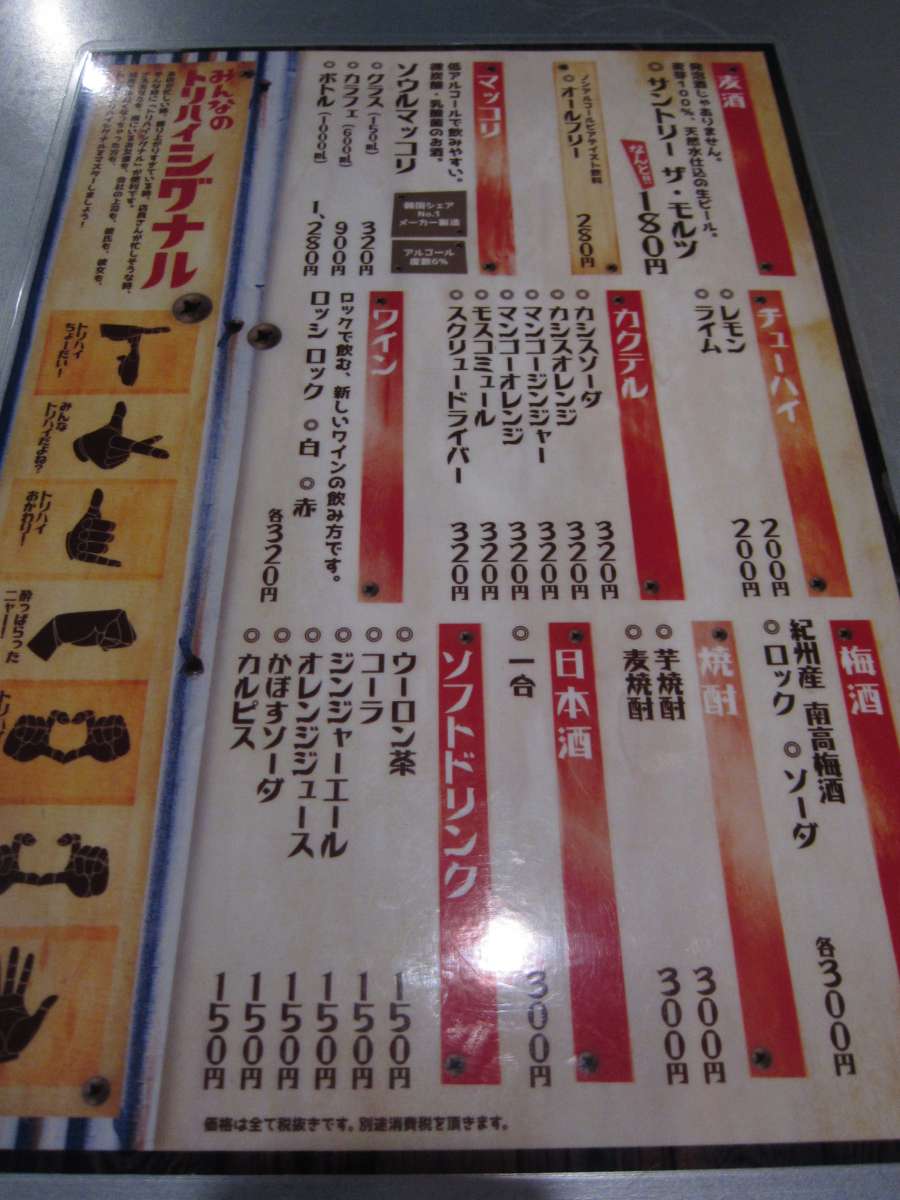 麦酒
発泡酒じゃありません。
麦芽100%、天然水仕込の生ビール。
◎サントリー ザ・モルツ
なんと!! 180円
ノンアルコールビアテイスト飲料
◎オールフリー 280円
マッコリ
低アルコールで飲みやすい。
微炭酸・乳酸菌のお酒。
ソウルマッコリ
韓国シェア
No.1
メーカー製造
アルコール
度数6%
◎グラス(150㎖) 320円
◎カラフェ(600㎖) 900円
◎ボトル(1000㎖) 1,280円
チューハイ
◎レモン 200円
◎ライム 200円
カクテル
◎カシスソーダ 320円
◎カシスオレンジ 320円
◎マンゴージンジャー 320円
◎マンゴーオレンジ 320円
◎モスコミュール 320円
◎スクリュードライバー 320円
ワイン
ロックで飲む、新しいワインの飲み方です。
ロッシ ロック ◎白 ◎赤
各320円
梅酒
紀州産 南高梅酒
◎ロック ◎ソーダ
各300円
焼酎
◎芋焼酎 300円
◎麦焼酎 300円
日本酒
◎一合 300円
ソフトドリンク
◎ウーロン茶 150円
◎コーラ 150円
◎ジンジャーエール 150円
◎オレンジジュース 150円
◎かぼすソーダ 150円
◎カルピス 150円
価格は全て税抜きです。別途消費税を頂きます。
みんなの
トリハイシグナル
トリハイ
ちょーだい!
みんな
トリハイだよね?
トリハイ
おかわりー!
酔っぱらった
ニャー!